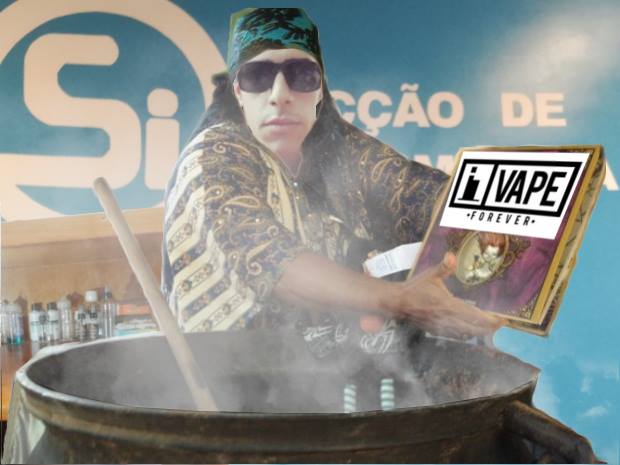 Si
CÇÃO DE
i VAPE
•FOREVER•